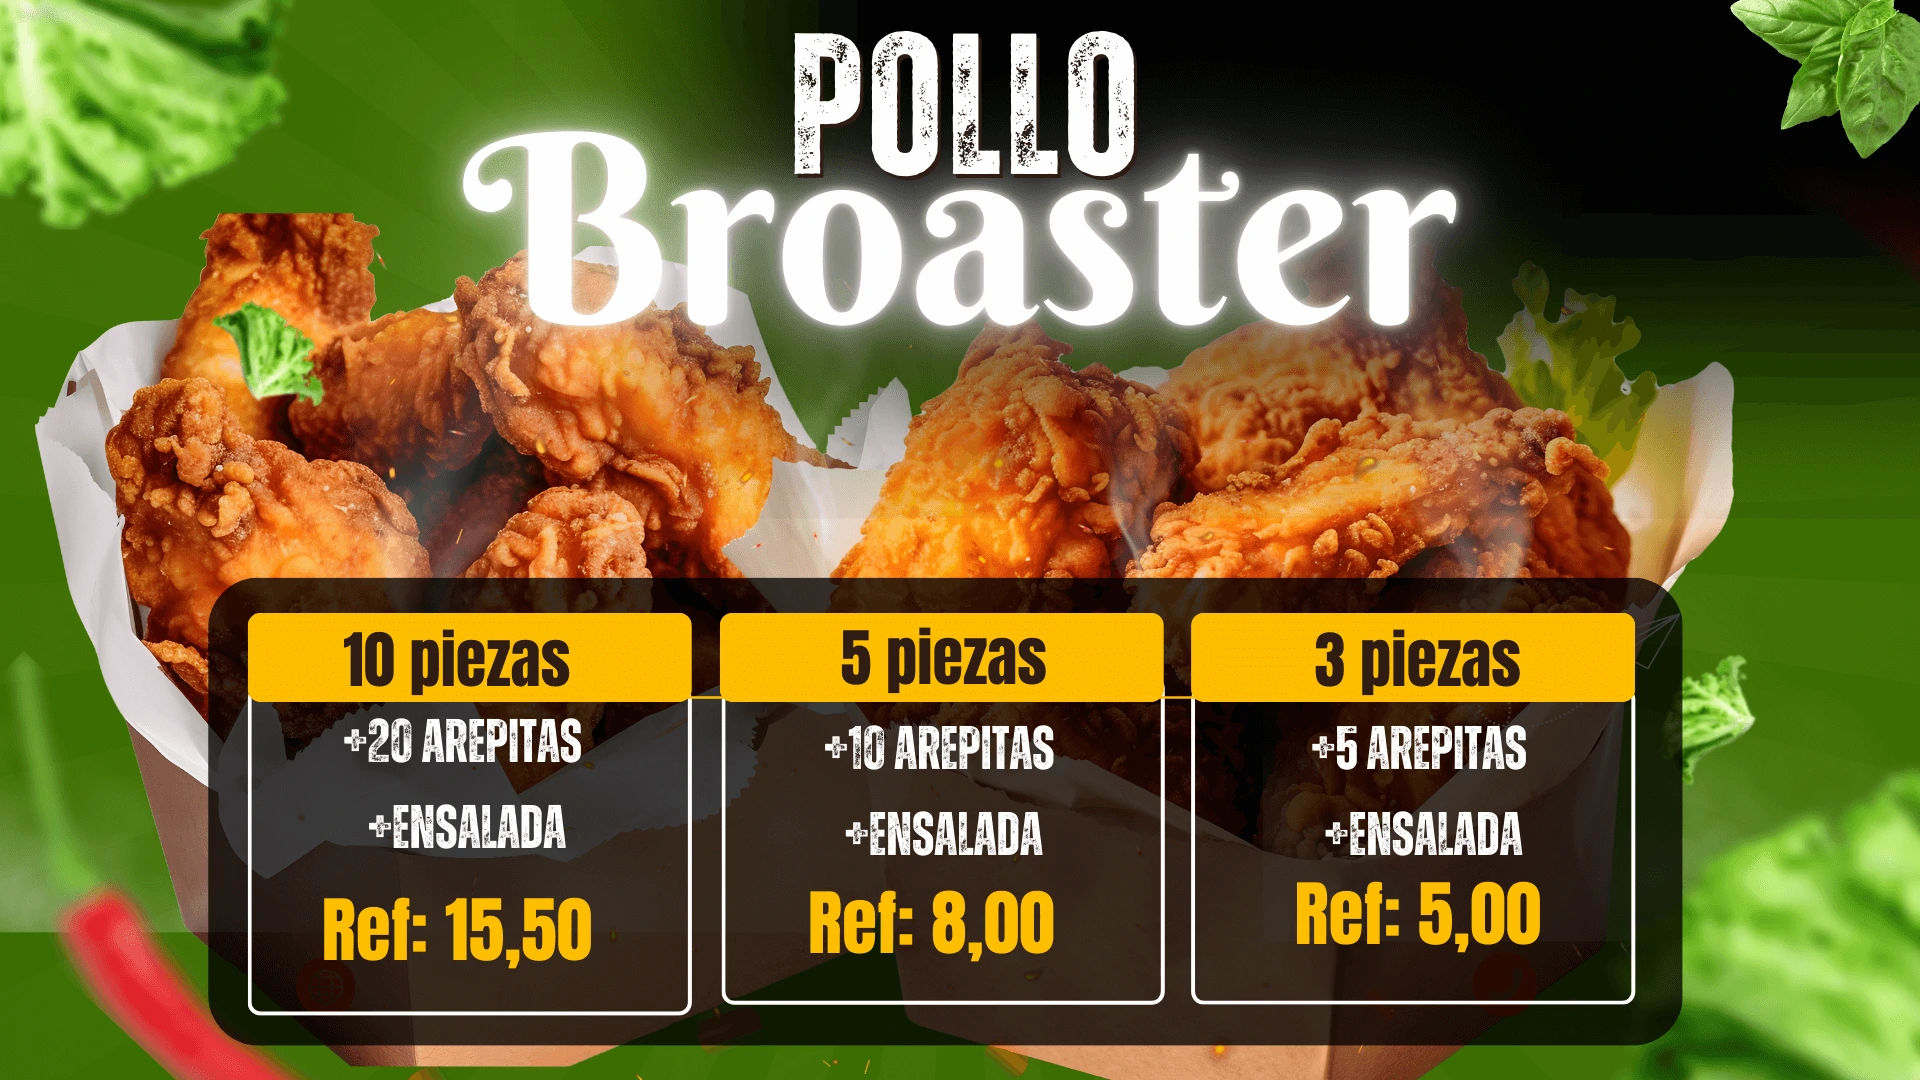 POLLO
Broaster
10 piezas
+20 AREPITAS
+ENSALADA
Ref: 15,50
5 piezas
+10 AREPITAS
+ENSALADA
Ref: 8,00
3 piezas
+5 AREPITAS
+ENSALADA
Ref: 5,00